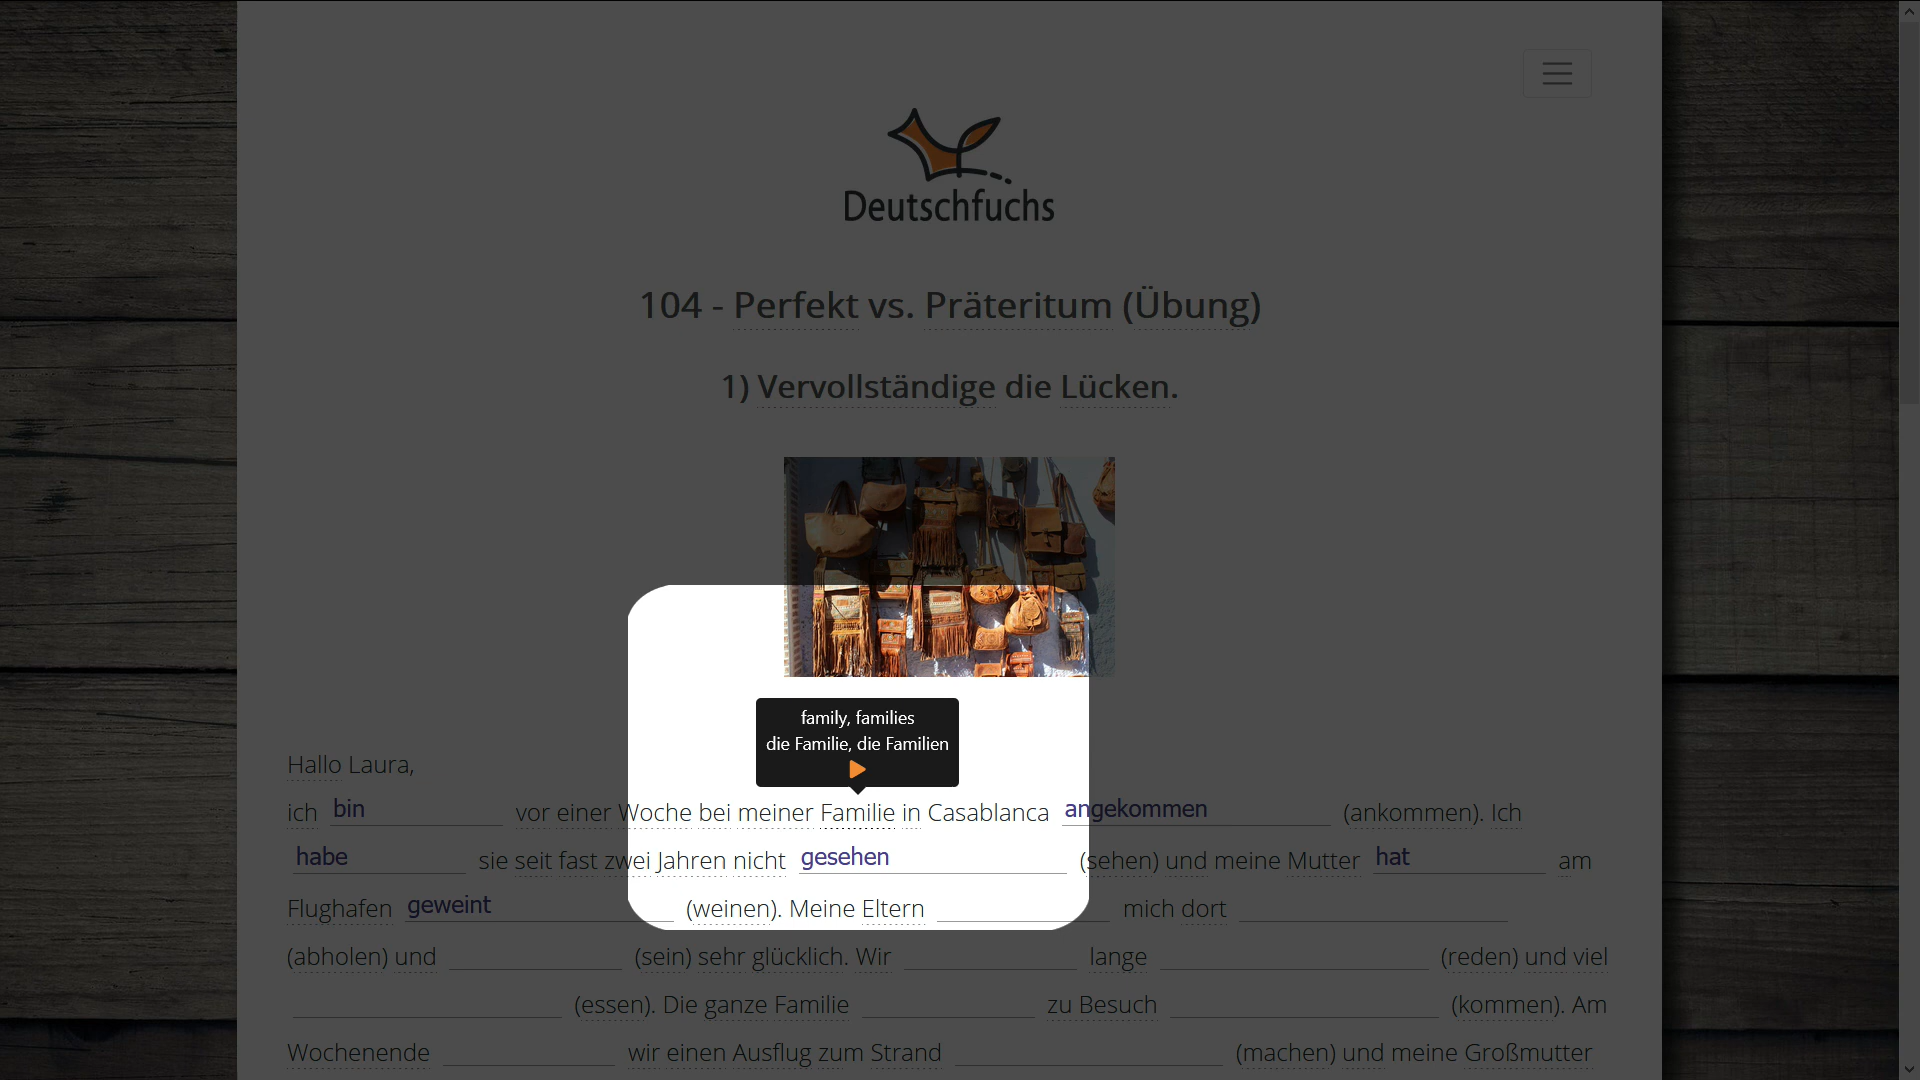 Deutschfuchs
104 - Perfekt vs. Präteritum (Übung)
1) Vervollständige die Lücken.
family, families
die Familie, die Familien
Hallo Laura,
ich bin vor einer Woche bei meiner Familie in Casablanca angekommen (ankommen). Ich
habe sie seit fast zwei Jahren nicht gesehen (sehen) und meine Mutter hat am
Flughafen geweint (weinen). Meine Eltern mich dort
(abholen) und (sein) sehr glücklich. Wir lange (reden) und viel
(essen). Die ganze Familie zu Besuch (kommen). Am
Wochenende wir einen Ausflug zum Strand (machen) und meine Großmutter